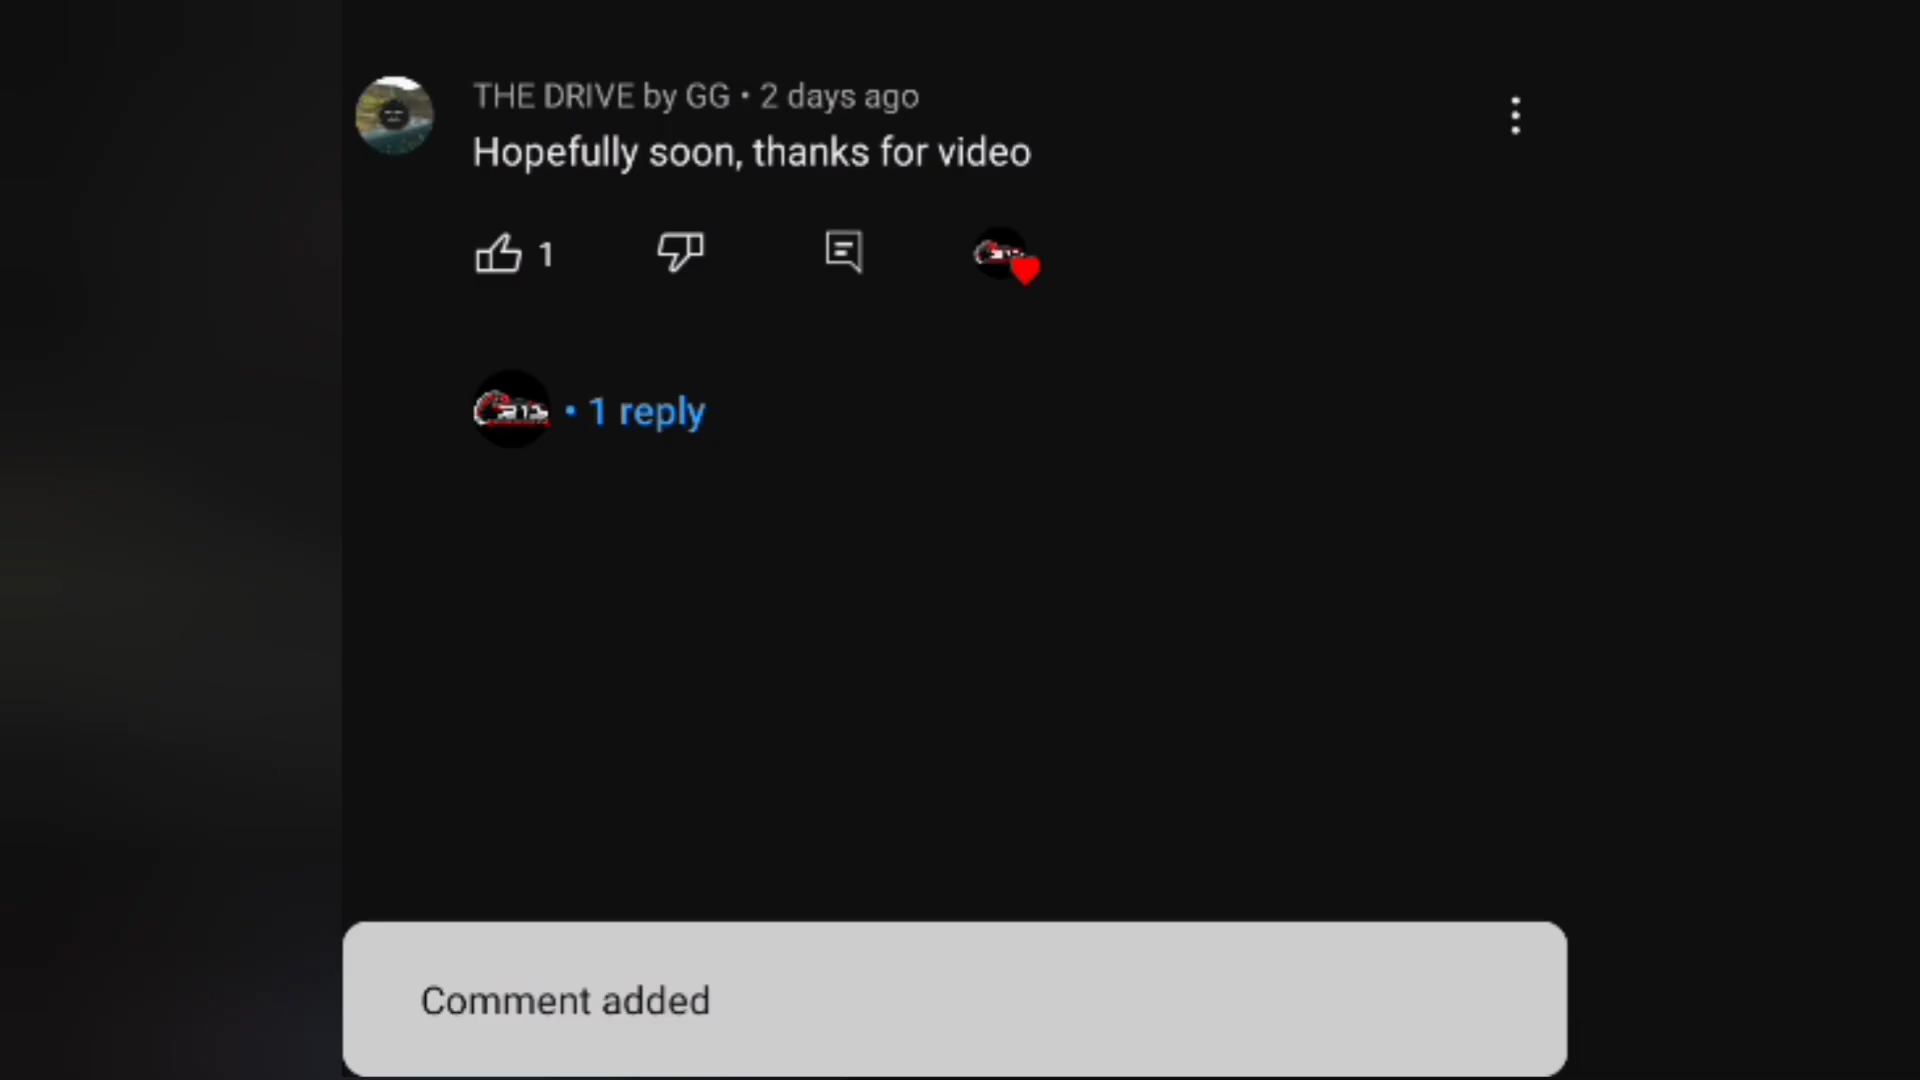 THE DRIVE by GG • 2 days ago
Hopefully soon, thanks for video
1
• 1 reply
Comment added